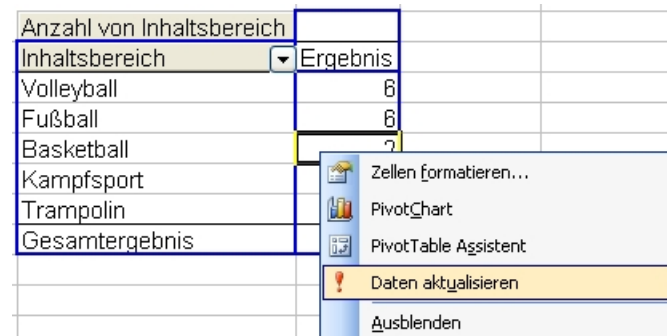 Anzahl von Inhaltsbereich
Inhaltsbereich Ergebnis
Volleyball 6
Fußball 6
Basketball 2
Kampfsport
Trampolin
Gesamtergebnis
Zellen formatieren...
PivotChart
PivotTable Assistent
Daten aktualisieren
Ausblenden